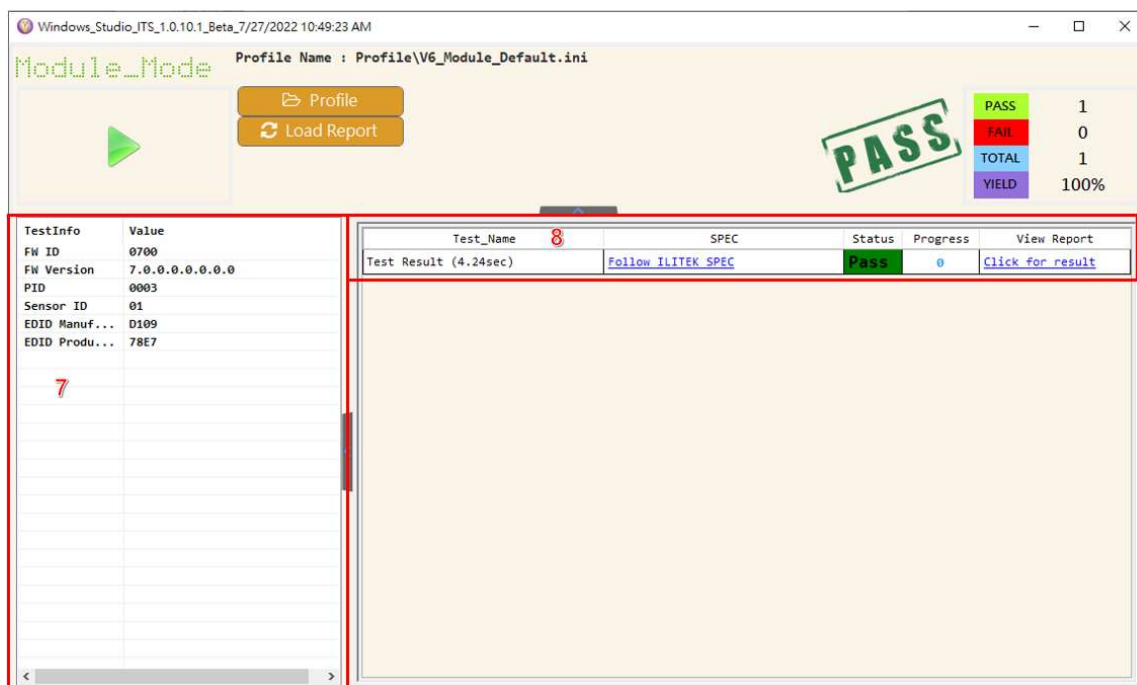 Windows_Studio_ITS_1.0.10.1_Beta_7/27/2022 10:49:23 AM
Module_Mode
Profile Name : Profile\V6_Module_Default.ini
Profile
Load Report
PASS
PASS 1
FAIL 0
TOTAL 1
YIELD 100%
TestInfo Value
FW ID 0700
FW Version 7.0.0.0.0.0.0.0
PID 0003
Sensor ID 01
EDID Manuf... D109
EDID Produ... 78E7
7
Test_Name 8 SPEC Status Progress View Report
Test Result (4.24sec) Follow ILITEK SPEC Pass 0 Click for result